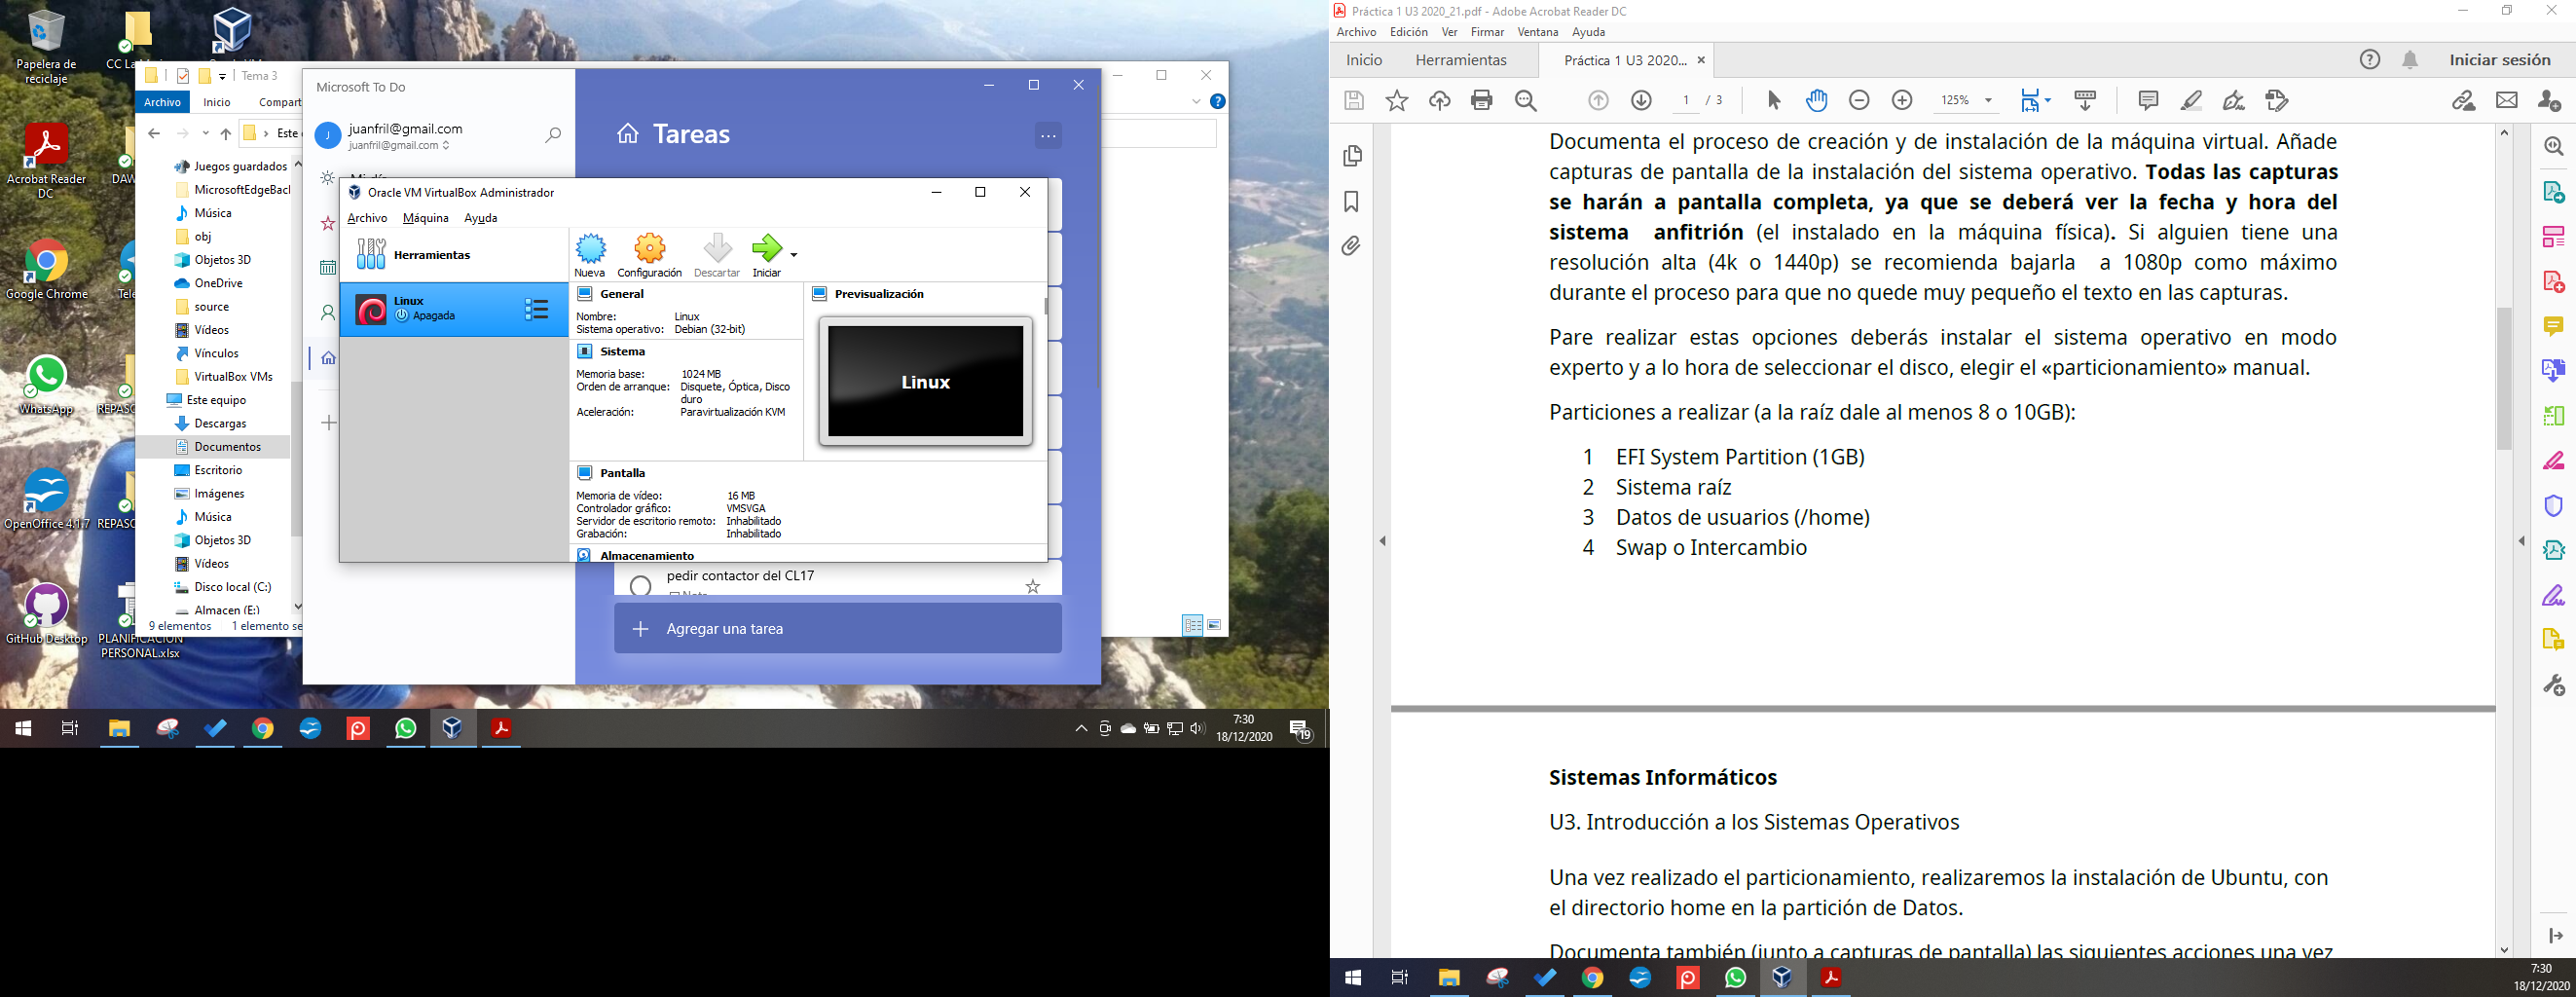 Papelera de
reciclaje
Acrobat Reader
DC
Google Chrome
WhatsApp
OpenOffice 4.1.7
REPASO
GitHub Desktop
PLANIFICACION
PERSONAL.xlsx
Tema 3
Archivo
Inicio
Compart
Este
Juegos guardados
MicrosoftEdgeBacl
Música
obj
Objetos 3D
OneDrive
source
Vídeos
Vínculos
VirtualBox VMs
Este equipo
Descargas
Documentos
Escritorio
Imágenes
Música
Objetos 3D
Vídeos
Disco local (C:)
Almacen (E:)
9 elementos
1 elemento se
Microsoft To Do
J
juanfril@gmail.com
juanfril@gmail.com
Tareas
pedir contactor del CL17
Agregar una tarea
Oracle VM VirtualBox Administrador
Archivo Máquina Ayuda
Herramientas
Nueva Configuración Descartar Iniciar
Linux
Apagada
General
Nombre: Linux
Sistema operativo: Debian (32-bit)
Sistema
Memoria base: 1024 MB
Orden de arranque: Disquete, Óptica, Disco
duro
Aceleración: Paravirtualización KVM
Previsualización
Linux
Pantalla
Memoria de vídeo: 16 MB
Controlador gráfico: VMSVGA
Servidor de escritorio remoto: Inhabilitado
Grabación: Inhabilitado
Almacenamiento
7:30
18/12/2020
19
Práctica 1 U3 2020_21.pdf - Adobe Acrobat Reader DC
Archivo Edición Ver Firmar Ventana Ayuda
Inicio Herramientas Práctica 1 U3 2020... × Iniciar sesión
1 / 3 125%
Documenta el proceso de creación y de instalación de la máquina virtual. Añade
capturas de pantalla de la instalación del sistema operativo. Todas las capturas
se harán a pantalla completa, ya que se deberá ver la fecha y hora del
sistema anfitrión (el instalado en la máquina física). Si alguien tiene una
resolución alta (4k o 1440p) se recomienda bajarla a 1080p como máximo
durante el proceso para que no quede muy pequeño el texto en las capturas.
Pare realizar estas opciones deberás instalar el sistema operativo en modo
experto y a lo hora de seleccionar el disco, elegir el «particionamiento» manual.
Particiones a realizar (a la raíz dale al menos 8 o 10GB):
1 EFI System Partition (1GB)
2 Sistema raíz
3 Datos de usuarios (/home)
4 Swap o Intercambio
Sistemas Informáticos
U3. Introducción a los Sistemas Operativos
Una vez realizado el particionamiento, realizaremos la instalación de Ubuntu, con
el directorio home en la partición de Datos.
Documenta también (junto a capturas de pantalla) las siguientes acciones una vez
7:30
18/12/2020